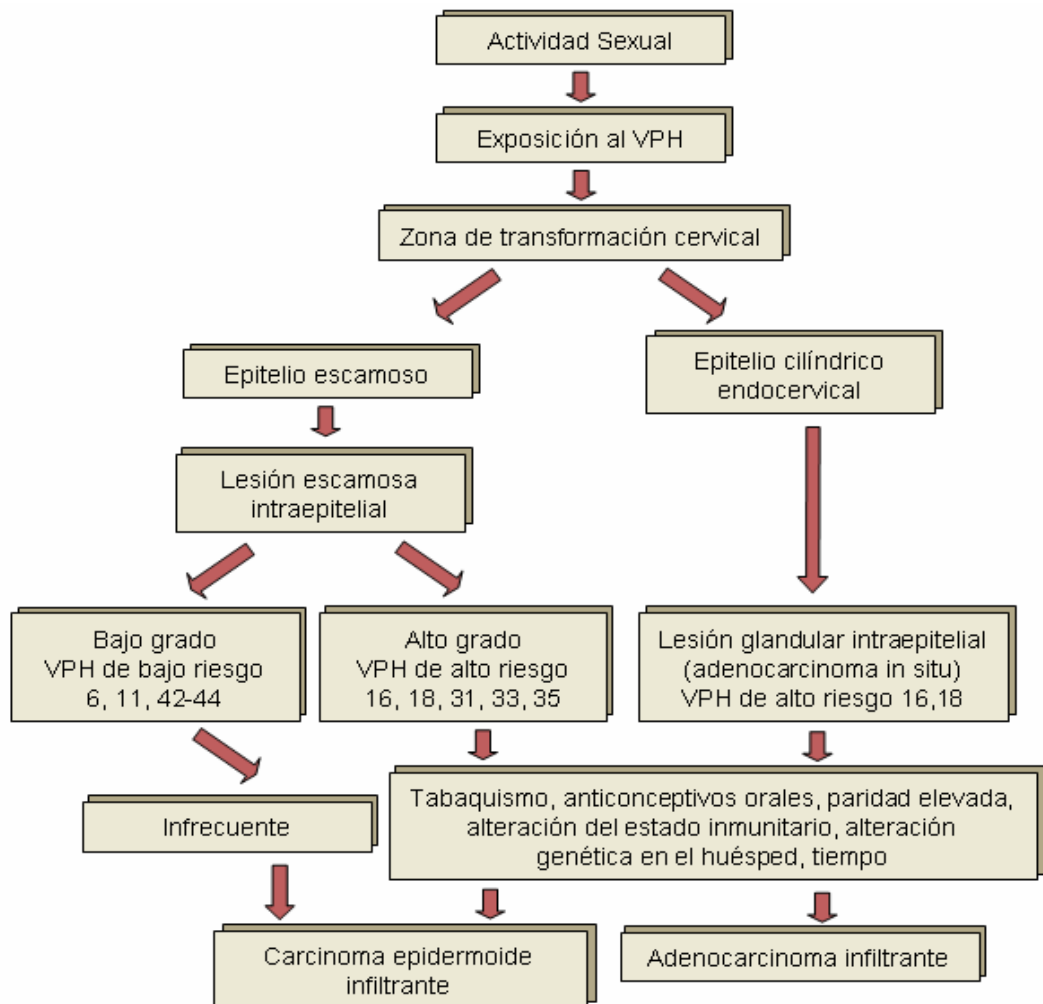 Actividad Sexual
Exposición al VPH
Zona de transformación cervical
Epitelio escamoso
Epitelio cilíndrico
endocervical
Lesión escamosa
intraepitelial
Bajo grado
VPH de bajo riesgo
6, 11, 42-44
Alto grado
VPH de alto riesgo
16, 18, 31, 33, 35
Lesión glandular intraepitelial
(adenocarcinoma in situ)
VPH de alto riesgo 16,18
Infrecuente
Tabaquismo, anticonceptivos orales, paridad elevada,
alteración del estado inmunitario, alteración
genética en el huésped, tiempo
Carcinoma epidermoide
infiltrante
Adenocarcinoma infiltrante